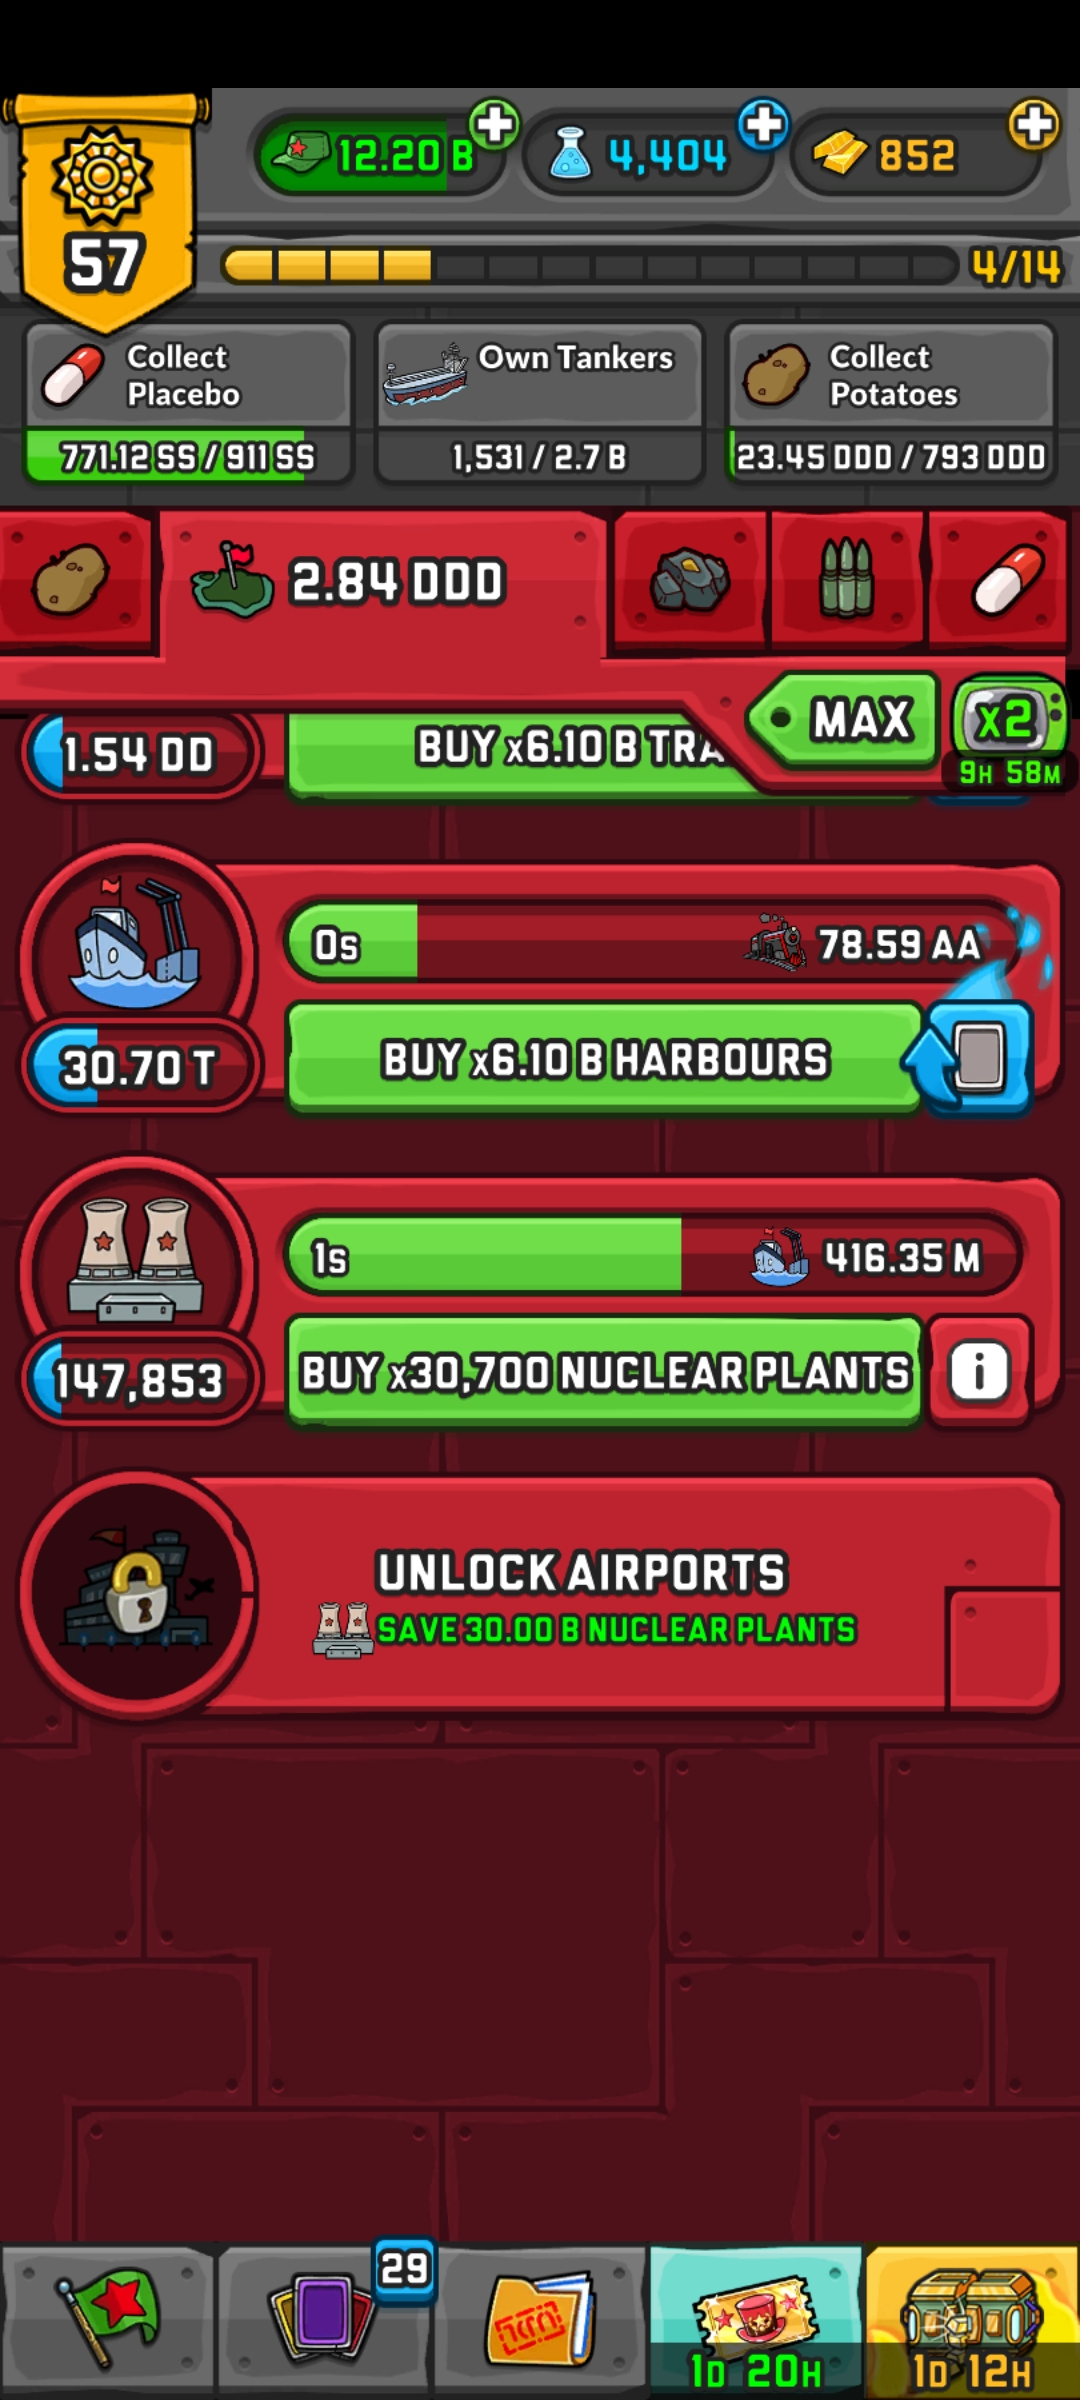 12.20 B
4,404
852
57
4/14
Collect
Placebo
771.12 SS / 911 SS
Own Tankers
1,531 / 2.7 B
Collect
Potatoes
23.45 DDD / 793 DDD
2.84 DDD
MAX
x2
9H 58M
1.54 DD
BUY x6.10 B TRA
0s
78.59 AA
30.70 T
BUY x6.10 B HARBOURS
1s
416.35 M
147,853
BUY x30,700 NUCLEAR PLANTS
i
UNLOCK AIRPORTS
SAVE 30.00 B NUCLEAR PLANTS
29
1D 20H
1D 12H